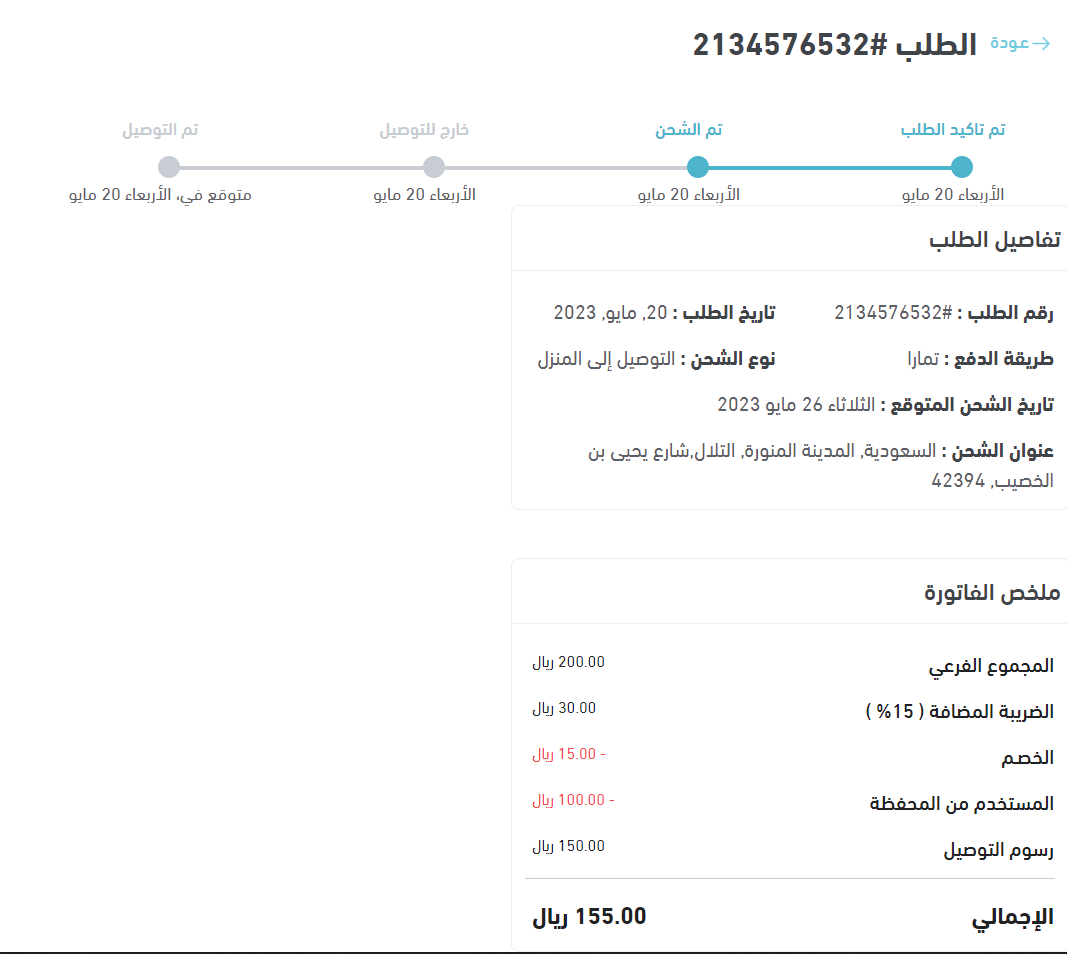 عودة
الطلب #2134576532
تم تاكيد الطلب
تم الشحن
خارج للتوصيل
تم التوصيل
الأربعاء 20 مايو
الأربعاء 20 مايو
الأربعاء 20 مايو
متوقع في، الأربعاء 20 مايو
تفاصيل الطلب
رقم الطلب : #2134576532 تاريخ الطلب : 20, مايو, 2023
طريقة الدفع : تمارا نوع الشحن : التوصيل إلى المنزل
تاريخ الشحن المتوقع : الثلاثاء 26 مايو 2023
عنوان الشحن : السعودية, المدينة المنورة, التلال,شارع يحيى بن
الخصيب, 42394
ملخص الفاتورة
المجموع الفرعي 200.00 ريال
الضريبة المضافة ( 15% ) 30.00 ريال
الخصم - 15.00 ريال
المستخدم من المحفظة - 100.00 ريال
رسوم التوصيل 150.00 ريال
الإجمالي 155.00 ريال